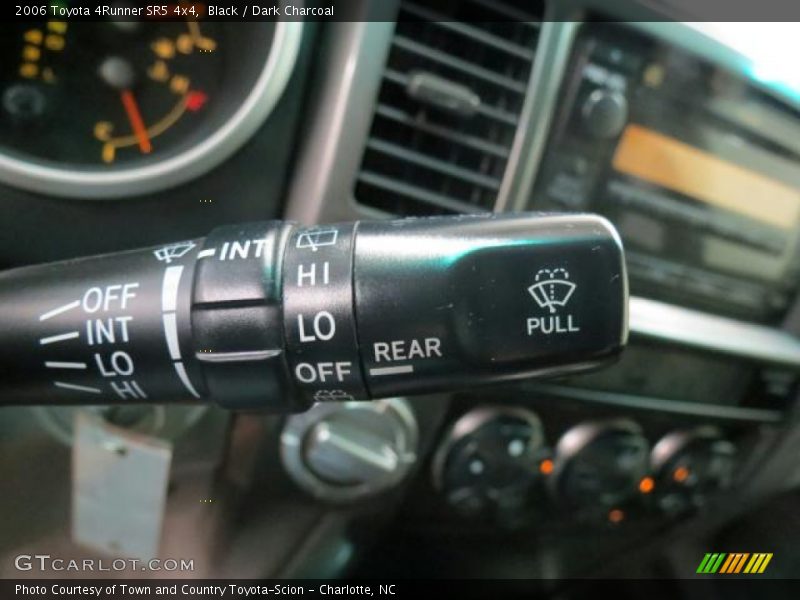 2006 Toyota 4Runner SR5 4x4, Black / Dark Charcoal
INT
OFF
INT
LO
HI
HI
LO
OFF
REAR
PULL
GTCARLOT.COM
Photo Courtesy of Town and Country Toyota-Scion - Charlotte, NC